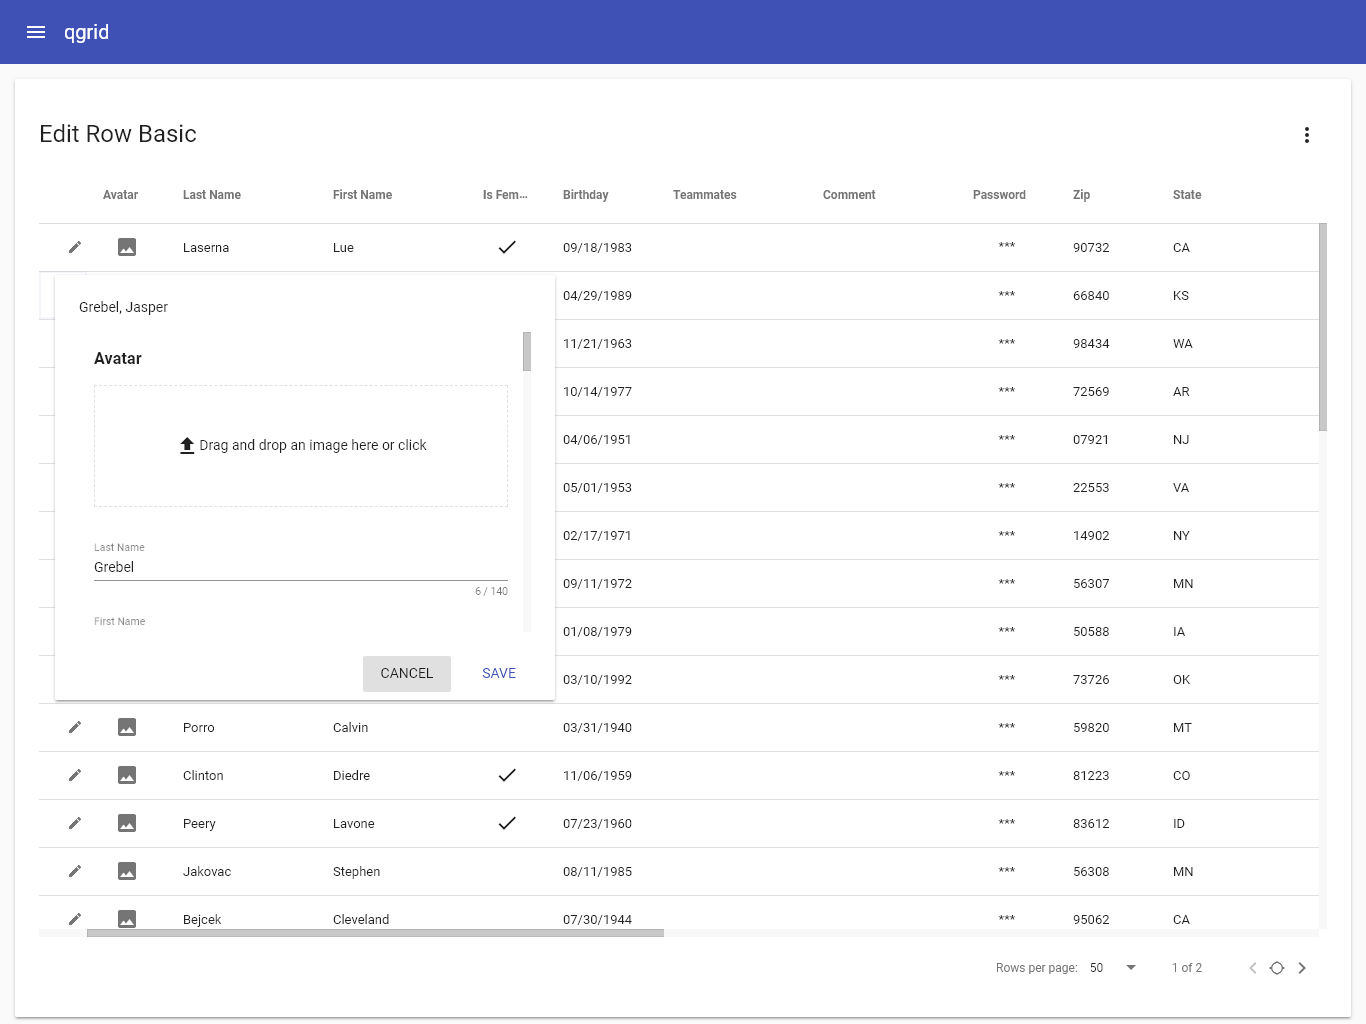 qgrid
Edit Row Basic
Avatar Last Name First Name Is Fem... Birthday Teammates Comment Password Zip State
Laserna Lue 09/18/1983 *** 90732 CA
04/29/1989 *** 66840 KS
Grebel, Jasper
11/21/1963 *** 98434 WA
Avatar
10/14/1977 *** 72569 AR
04/06/1951 *** 07921 NJ
Drag and drop an image here or click
05/01/1953 *** 22553 VA
02/17/1971 *** 14902 NY
Last Name
Grebel
09/11/1972 *** 56307 MN
6 / 140
First Name
01/08/1979 *** 50588 IA
CANCEL SAVE
03/10/1992 *** 73726 OK
Porro Calvin 03/31/1940 *** 59820 MT
Clinton Diedre 11/06/1959 *** 81223 CO
Peery Lavone 07/23/1960 *** 83612 ID
Jakovac Stephen 08/11/1985 *** 56308 MN
Bejcek Cleveland 07/30/1944 *** 95062 CA
Rows per page: 50 1 of 2